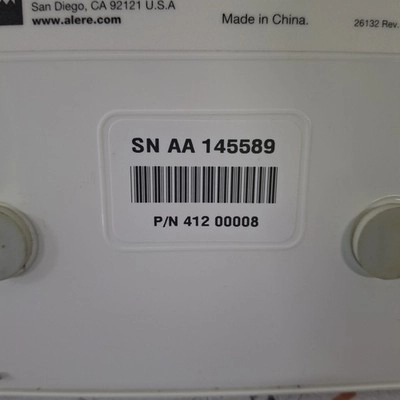 San Diego, CA 92121 U.S.A
www.alere.com
Made in China.
26132 Rev.
SN AA 145589
P/N 412 00008